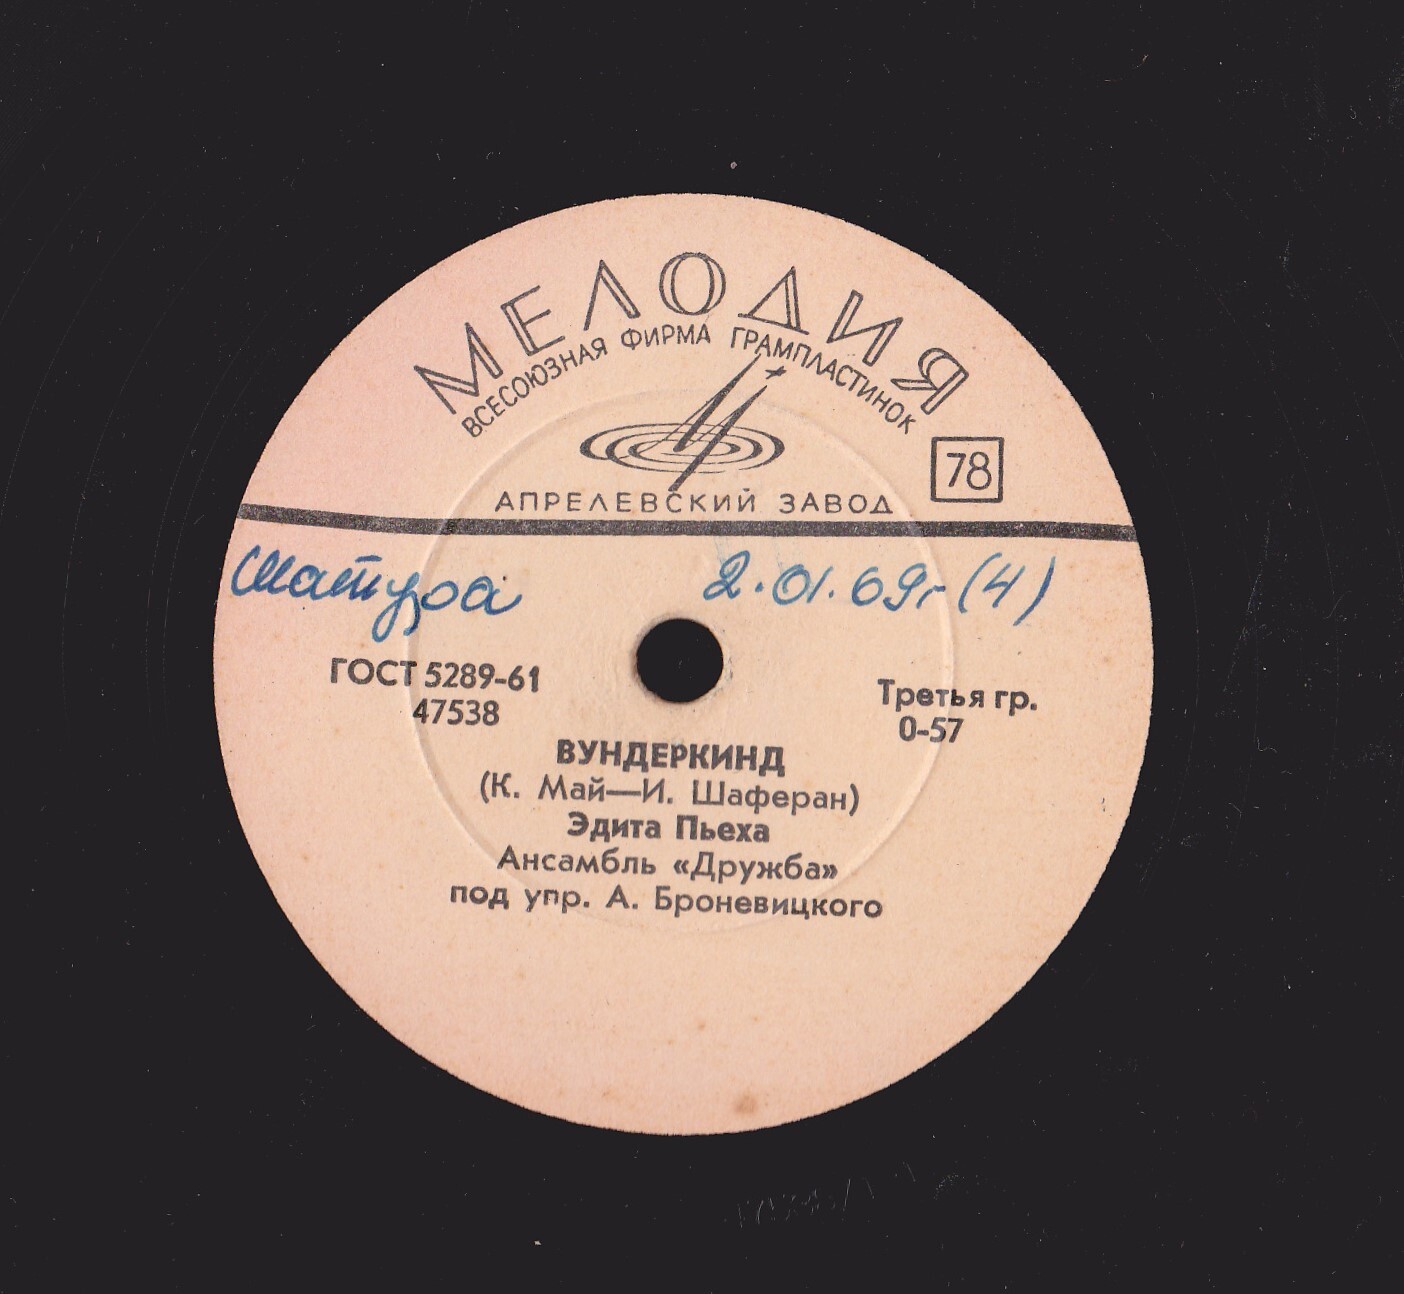 МЕЛОДИЯ
ВСЕСОЮЗНАЯ ФИРМА ГРАМПЛАСТИНОК
78
АПРЕЛЕВСКИЙ ЗАВОД
Шатура 2.01.69г (4)
ГОСТ 5289-61
47538
Третья гр.
0-57
ВУНДЕРКИНД
(К. Май—И. Шаферан)
Эдита Пьеха
Ансамбль «Дружба»
под упр. А. Броневицкого